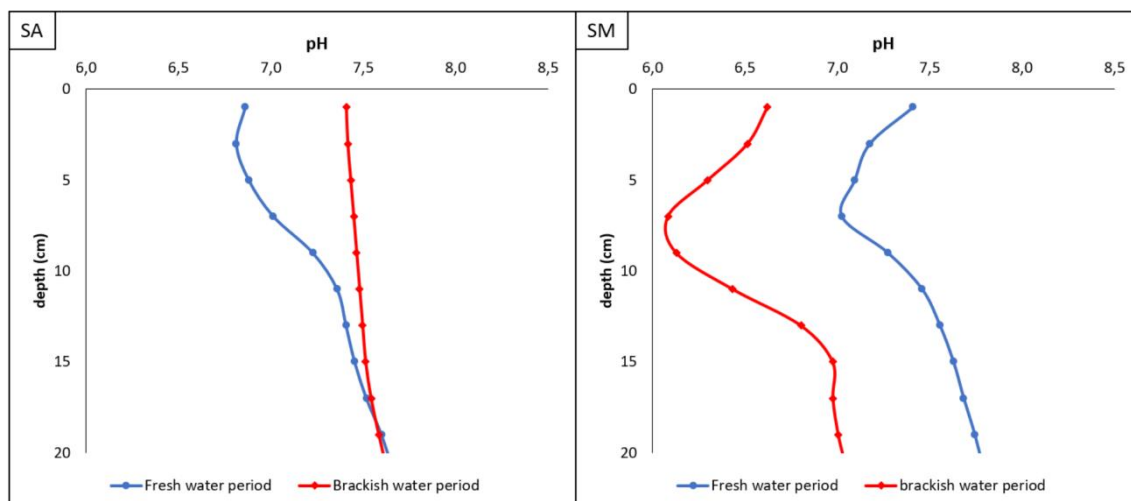 SA
pH
6,0 6,5 7,0 7,5 8,0 8,5
0
5
10
15
20
depth (cm)
Fresh water period Brackish water period
SM
pH
6,0 6,5 7,0 7,5 8,0 8,5
0
5
10
15
20
depth (cm)
Fresh water period brackish water period